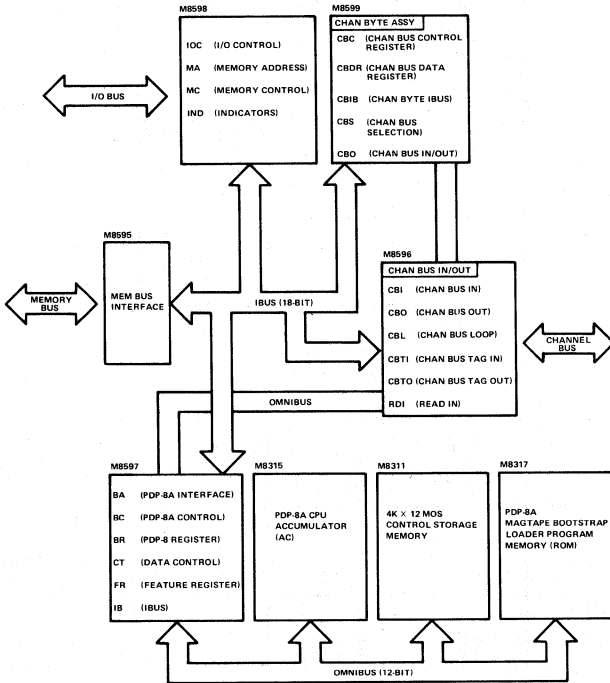 M8598
IOC (I/O CONTROL)
MA (MEMORY ADDRESS)
MC (MEMORY CONTROL)
IND (INDICATORS)
I/O BUS
M8599
CHAN BYTE ASSY
CBC (CHAN BUS CONTROL
REGISTER)
CBDR (CHAN BUS DATA
REGISTER)
CBIB (CHAN BYTE IBUS)
CBS (CHAN BUS
SELECTION)
CBO (CHAN BUS IN/OUT)
M8595
MEM BUS
INTERFACE
MEMORY
BUS
IBUS (18-BIT)
M8596
CHAN BUS IN/OUT
CBI (CHAN BUS IN)
CBO (CHAN BUS OUT)
CBL (CHAN BUS LOOP)
CBTI (CHAN BUS TAG IN)
CBTO (CHAN BUS TAG OUT)
RDI (READ IN)
CHANNEL
BUS
OMNIBUS
M8597
BA (PDP-8A INTERFACE)
BC (PDP-8A CONTROL)
BR (PDP-8 REGISTER)
CT (DATA CONTROL)
FR (FEATURE REGISTER)
IB (IBUS)
M8315
PDP-8A CPU
ACCUMULATOR
(AC)
M8311
4K X 12 MOS
CONTROL STORAGE
MEMORY
M8317
PDP-8A
MAGTAPE BOOTSTRAP
LOADER PROGRAM
MEMORY (ROM)
OMNIBUS (12-BIT)